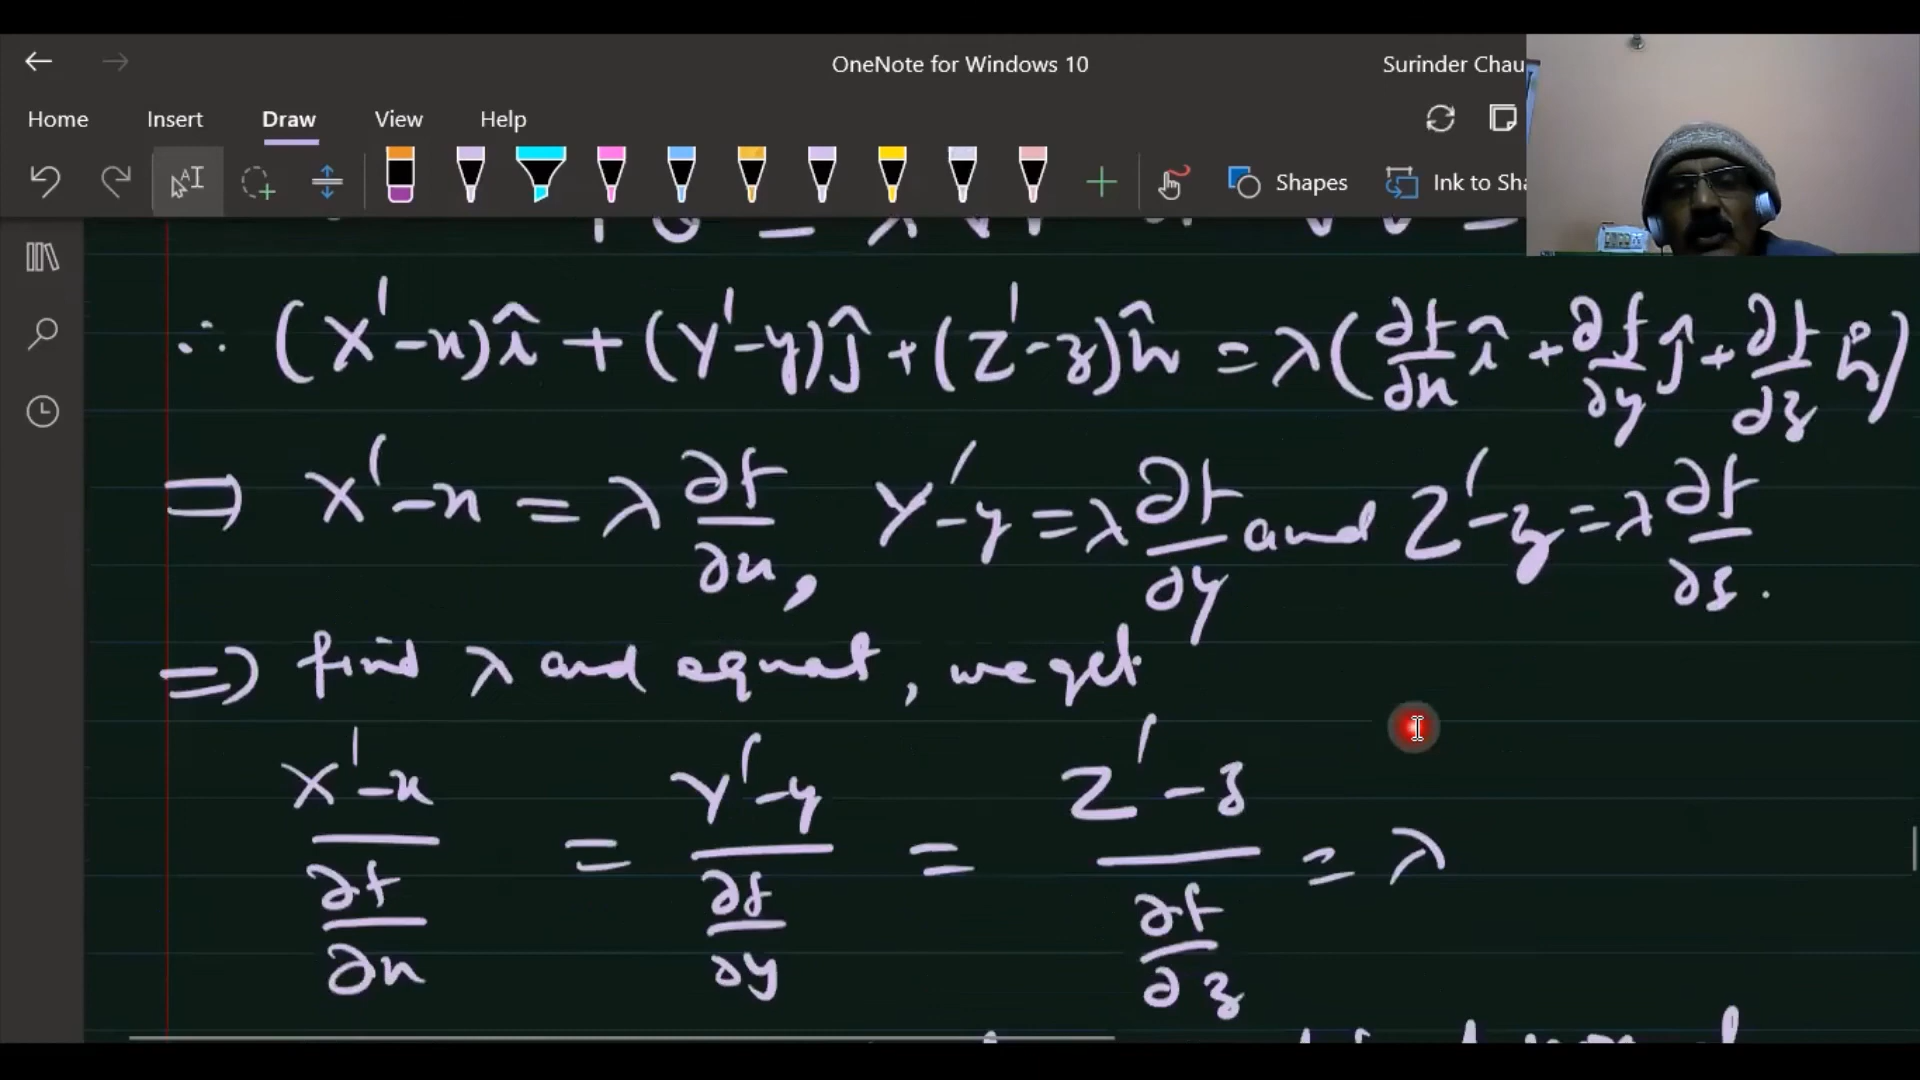 OneNote for Windows 10
Surinder Chau
Home Insert Draw View Help
Shapes Ink to Sha
∴ (X'-x)î + (Y'-y)ĵ + (Z'-z)k̂ = λ(∂f/∂x î + ∂f/∂y ĵ + ∂f/∂z k̂)
⇒ X'-x = λ ∂f/∂x, Y'-y = λ ∂f/∂y and Z'-z = λ ∂f/∂z.
⇒ find λ and equat, we get
(X'-x)/(∂f/∂x) = (Y'-y)/(∂f/∂y) = (Z'-z)/(∂f/∂z) = λ